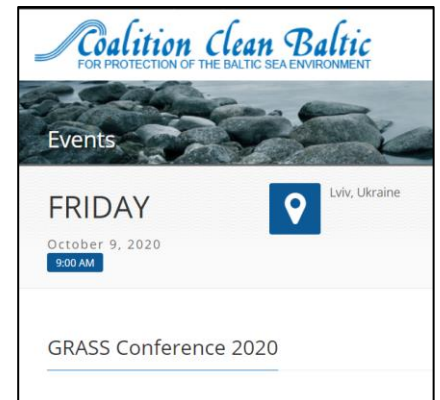 Coalition Clean Baltic
FOR PROTECTION OF THE BALTIC SEA ENVIRONMENT
Events
FRIDAY
Lviv, Ukraine
October 9, 2020
9:00 AM
GRASS Conference 2020